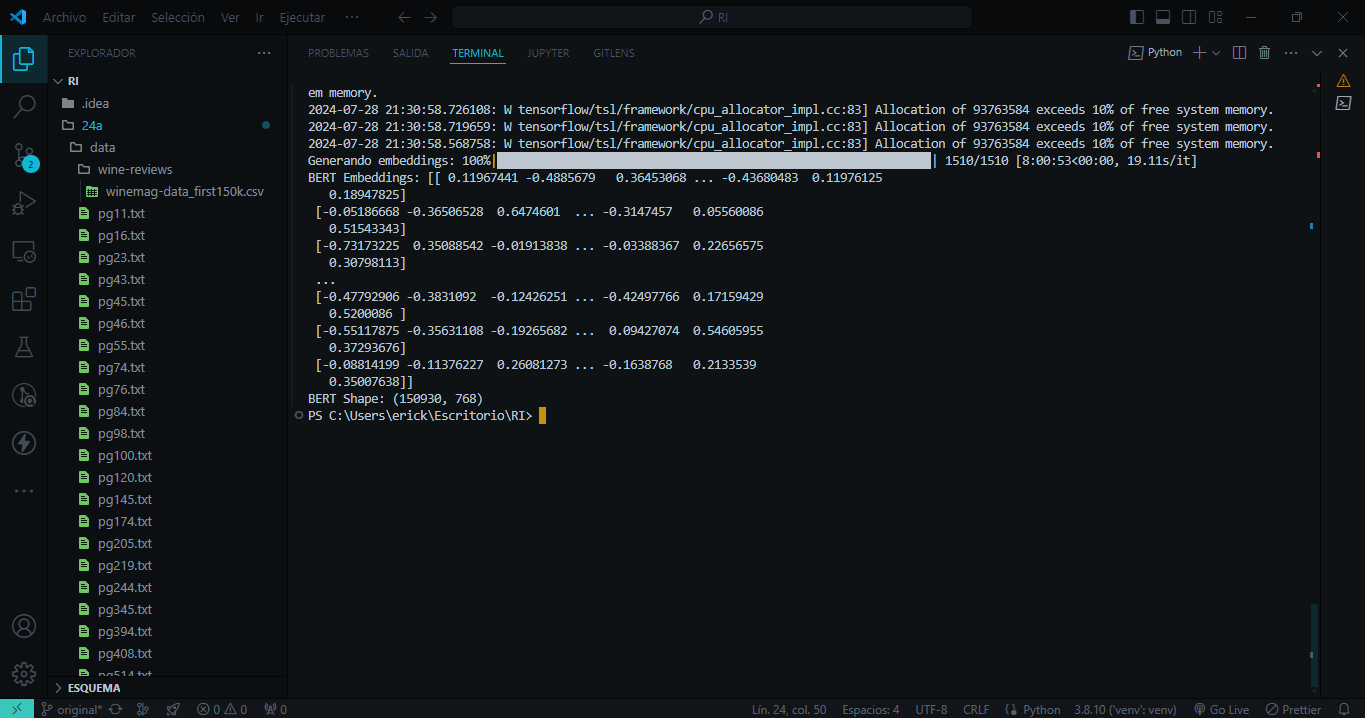 Archivo Editar Selección Ver Ir Ejecutar ···
RI
EXPLORADOR
RI
.idea
24a
data
wine-reviews
winemag-data_first150k.csv
pg11.txt
pg16.txt
pg23.txt
pg43.txt
pg45.txt
pg46.txt
pg55.txt
pg74.txt
pg76.txt
pg84.txt
pg98.txt
pg100.txt
pg120.txt
pg145.txt
pg174.txt
pg205.txt
pg219.txt
pg244.txt
pg345.txt
pg394.txt
pg408.txt
pg514.txt
ESQUEMA
2
PROBLEMAS SALIDA TERMINAL JUPYTER GITLENS
Python
em memory.
2024-07-28 21:30:58.726108: W tensorflow/tsl/framework/cpu_allocator_impl.cc:83] Allocation of 93763584 exceeds 10% of free system memory.
2024-07-28 21:30:58.719659: W tensorflow/tsl/framework/cpu_allocator_impl.cc:83] Allocation of 93763584 exceeds 10% of free system memory.
2024-07-28 21:30:58.568758: W tensorflow/tsl/framework/cpu_allocator_impl.cc:83] Allocation of 93763584 exceeds 10% of free system memory.
Generando embeddings: 100%| | 1510/1510 [8:00:53<00:00, 19.11s/it]
BERT Embeddings: [[ 0.11967441 -0.4885679 0.36453068 ... -0.43680483 0.11976125
0.18947825]
[-0.05186668 -0.36506528 0.6474601 ... -0.3147457 0.05560086
0.51543343]
[-0.73173225 0.35088542 -0.01913838 ... -0.03388367 0.22656575
0.30798113]
...
[-0.47792906 -0.3831092 -0.12426251 ... -0.42497766 0.17159429
0.5200086 ]
[-0.55117875 -0.35631108 -0.19265682 ... 0.09427074 0.54605955
0.37293676]
[-0.08814199 -0.11376227 0.26081273 ... -0.1638768 0.2133539
0.35007638]]
BERT Shape: (150930, 768)
PS C:\Users\erick\Escritorio\RI>
original* 0 0 0 Lín. 24, col. 50 Espacios: 4 UTF-8 CRLF Python 3.8.10 ('venv': venv) Go Live Prettier